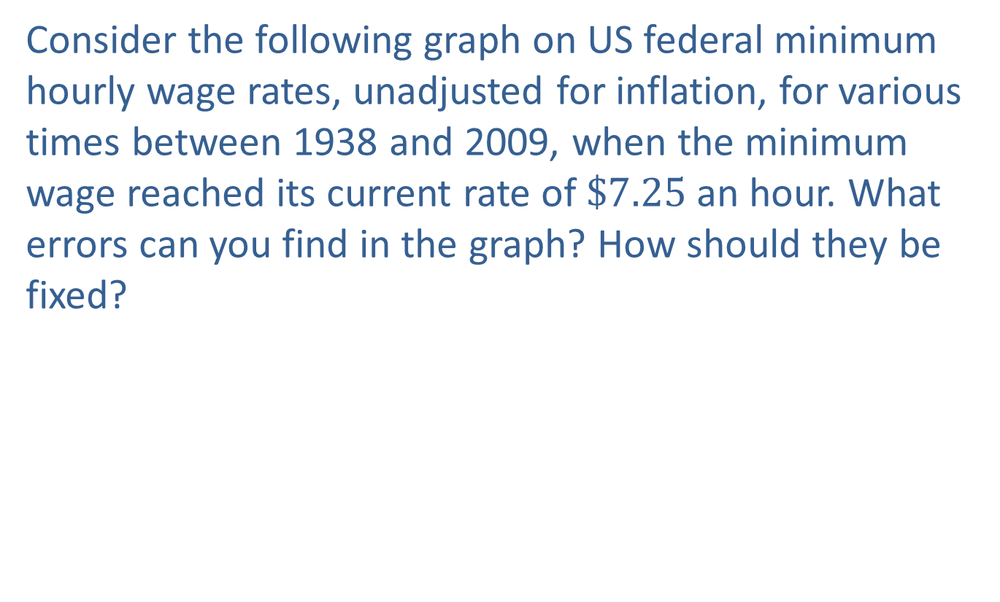 Consider the following graph on US federal minimum
hourly wage rates, unadjusted for inflation, for various
times between 1938 and 2009, when the minimum
wage reached its current rate of $7.25 an hour. What
errors can you find in the graph? How should they be
fixed?